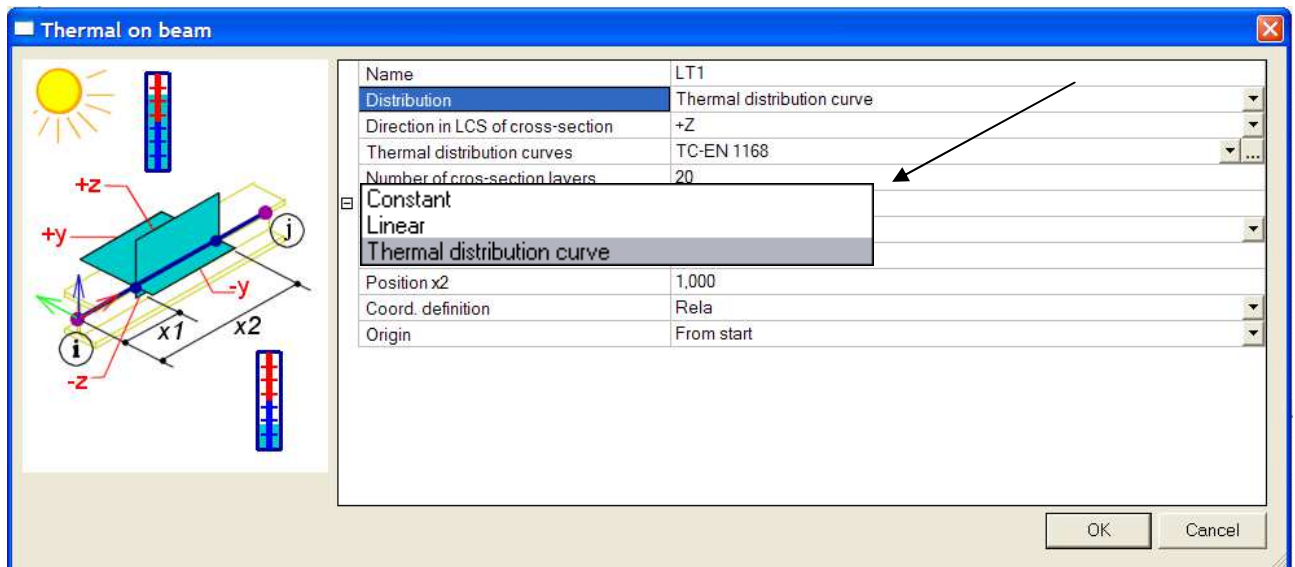 Thermal on beam
Name LT1
Distribution Thermal distribution curve
Direction in LCS of cross-section +Z
Thermal distribution curves TC-EN 1168 ...
Number of cros-section layers 20
Constant
Linear
Thermal distribution curve
Position x2 1,000
Coord. definition Rela
Origin From start
+z
+y
-y
j
x1
x2
i
-z
OK Cancel